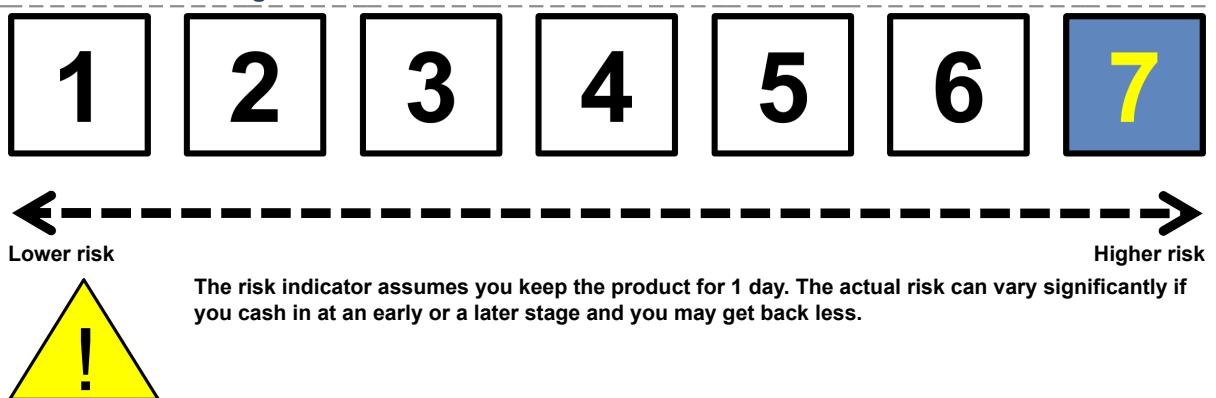 1 2 3 4 5 6 7
Lower risk Higher risk
The risk indicator assumes you keep the product for 1 day. The actual risk can vary significantly if
you cash in at an early or a later stage and you may get back less.
!